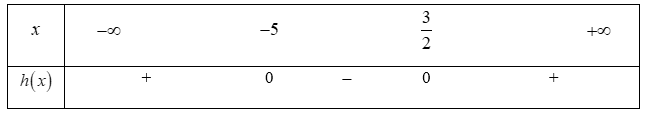 x −∞ −5 3/2 +∞
h(x) + 0 − 0 +